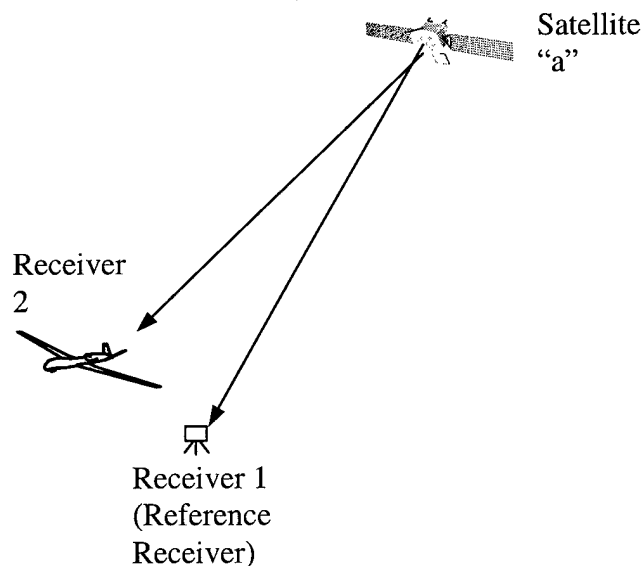 Satellite
“a”
Receiver
2
Receiver 1
(Reference
Receiver)